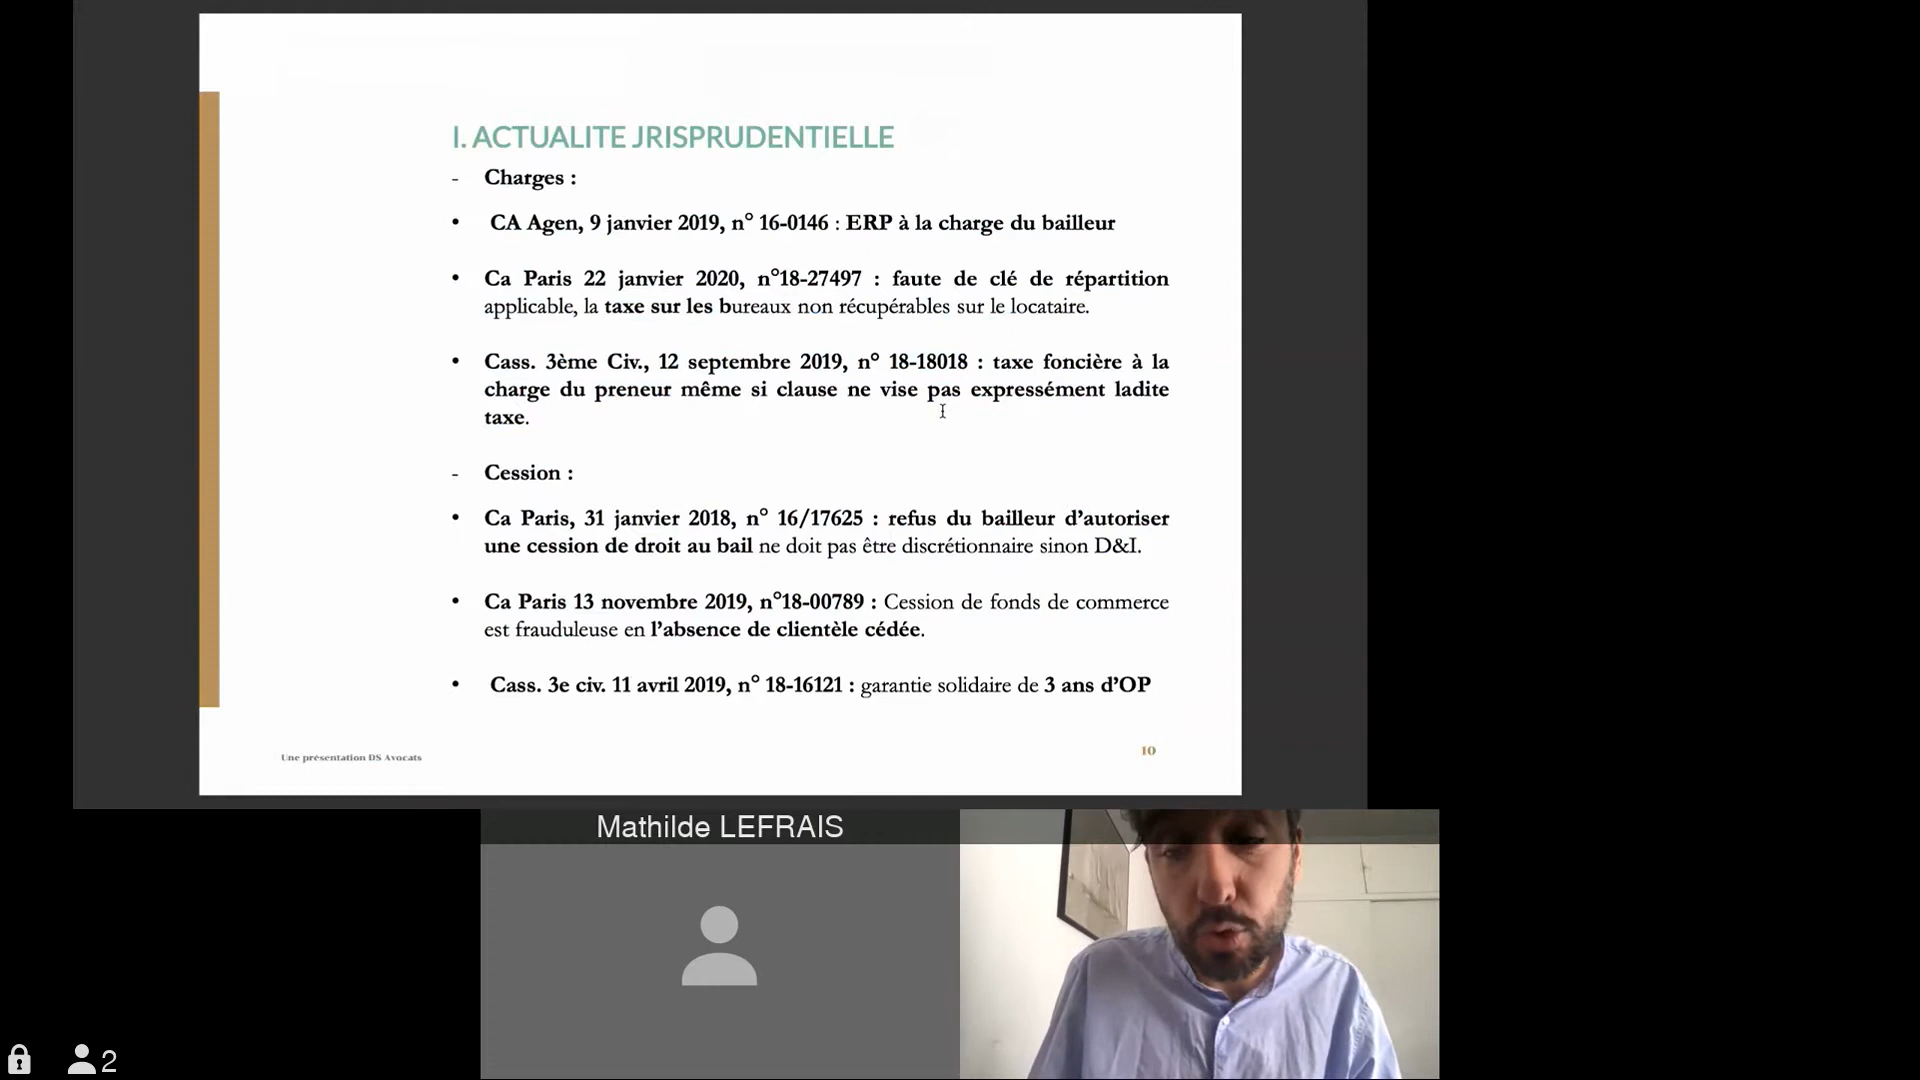 I. ACTUALITE JRISPRUDENTIELLE
- Charges :
• CA Agen, 9 janvier 2019, n° 16-0146 : ERP à la charge du bailleur
• Ca Paris 22 janvier 2020, n°18-27497 : faute de clé de répartition
applicable, la taxe sur les bureaux non récupérables sur le locataire.
• Cass. 3ème Civ., 12 septembre 2019, n° 18-18018 : taxe foncière à la
charge du preneur même si clause ne vise pas expressément ladite
taxe.
- Cession :
• Ca Paris, 31 janvier 2018, n° 16/17625 : refus du bailleur d’autoriser
une cession de droit au bail ne doit pas être discrétionnaire sinon D&I.
• Ca Paris 13 novembre 2019, n°18-00789 : Cession de fonds de commerce
est frauduleuse en l’absence de clientèle cédée.
• Cass. 3e civ. 11 avril 2019, n° 18-16121 : garantie solidaire de 3 ans d’OP
Une présentation DS Avocats
10
Mathilde LEFRAIS
2